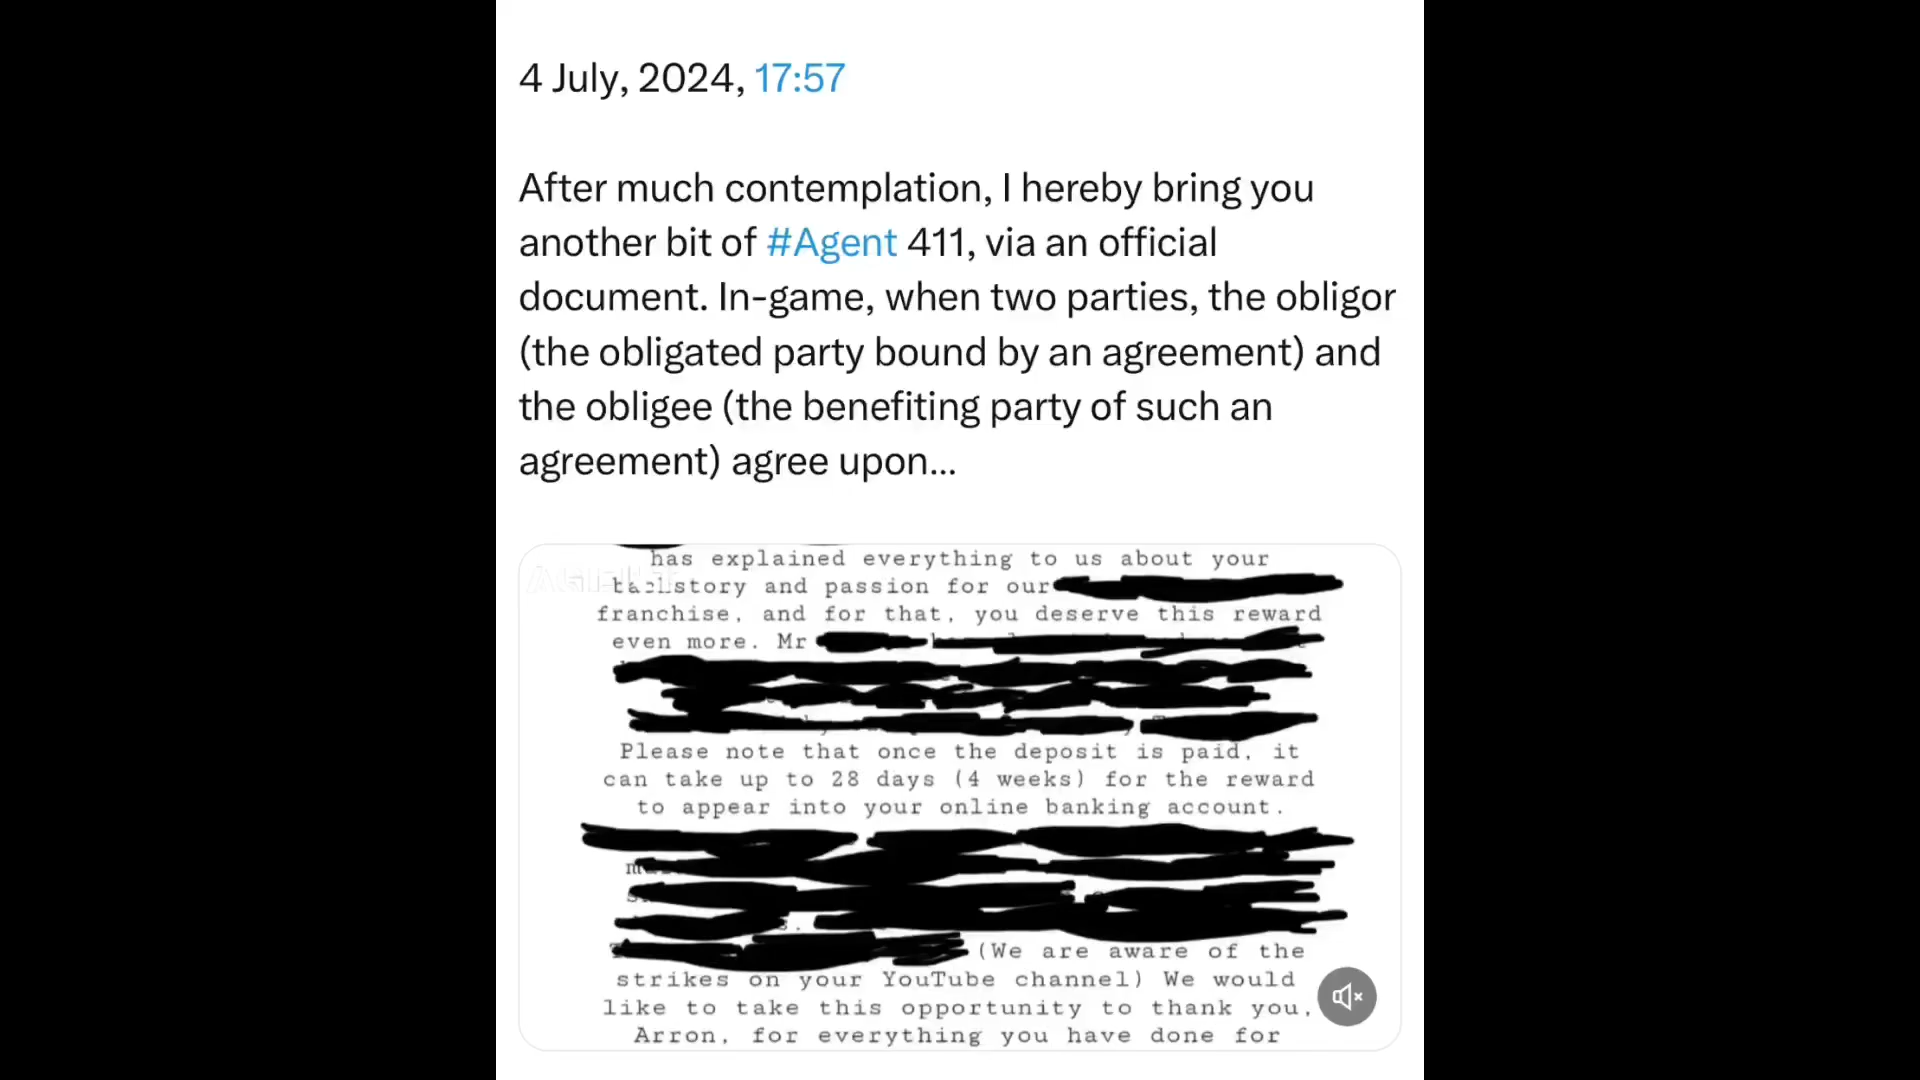 4 July, 2024, 17:57
After much contemplation, I hereby bring you
another bit of #Agent 411, via an official
document. In-game, when two parties, the obligor
(the obligated party bound by an agreement) and
the obligee (the benefiting party of such an
agreement) agree upon...
has explained everything to us about your
story and passion for our
franchise, and for that, you deserve this reward
even more. Mr
Please note that once the deposit is paid, it
can take up to 28 days (4 weeks) for the reward
to appear into your online banking account.
(We are aware of the
strikes on your YouTube channel) We would
like to take this opportunity to thank you,
Arron, for everything you have done for